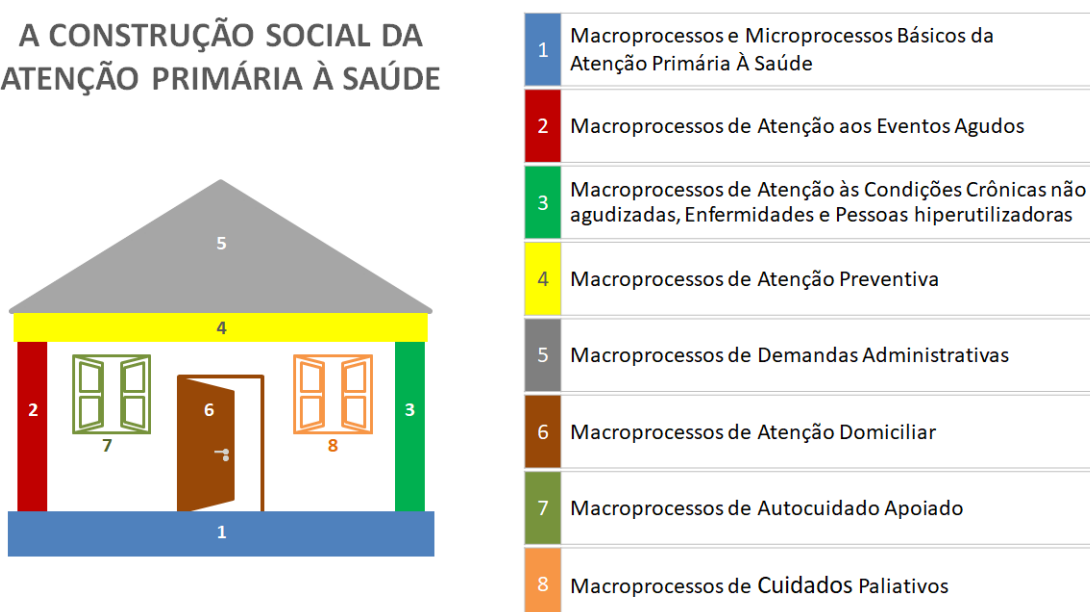 A CONSTRUÇÃO SOCIAL DA
ATENÇÃO PRIMÁRIA À SAÚDE
5
4
2
7
6
8
3
1
1
Macroprocessos e Microprocessos Básicos da
Atenção Primária À Saúde
2
Macroprocessos de Atenção aos Eventos Agudos
3
Macroprocessos de Atenção às Condições Crônicas não
agudizadas, Enfermidades e Pessoas hiperutilizadoras
4
Macroprocessos de Atenção Preventiva
5
Macroprocessos de Demandas Administrativas
6
Macroprocessos de Atenção Domiciliar
7
Macroprocessos de Autocuidado Apoiado
8
Macroprocessos de Cuidados Paliativos